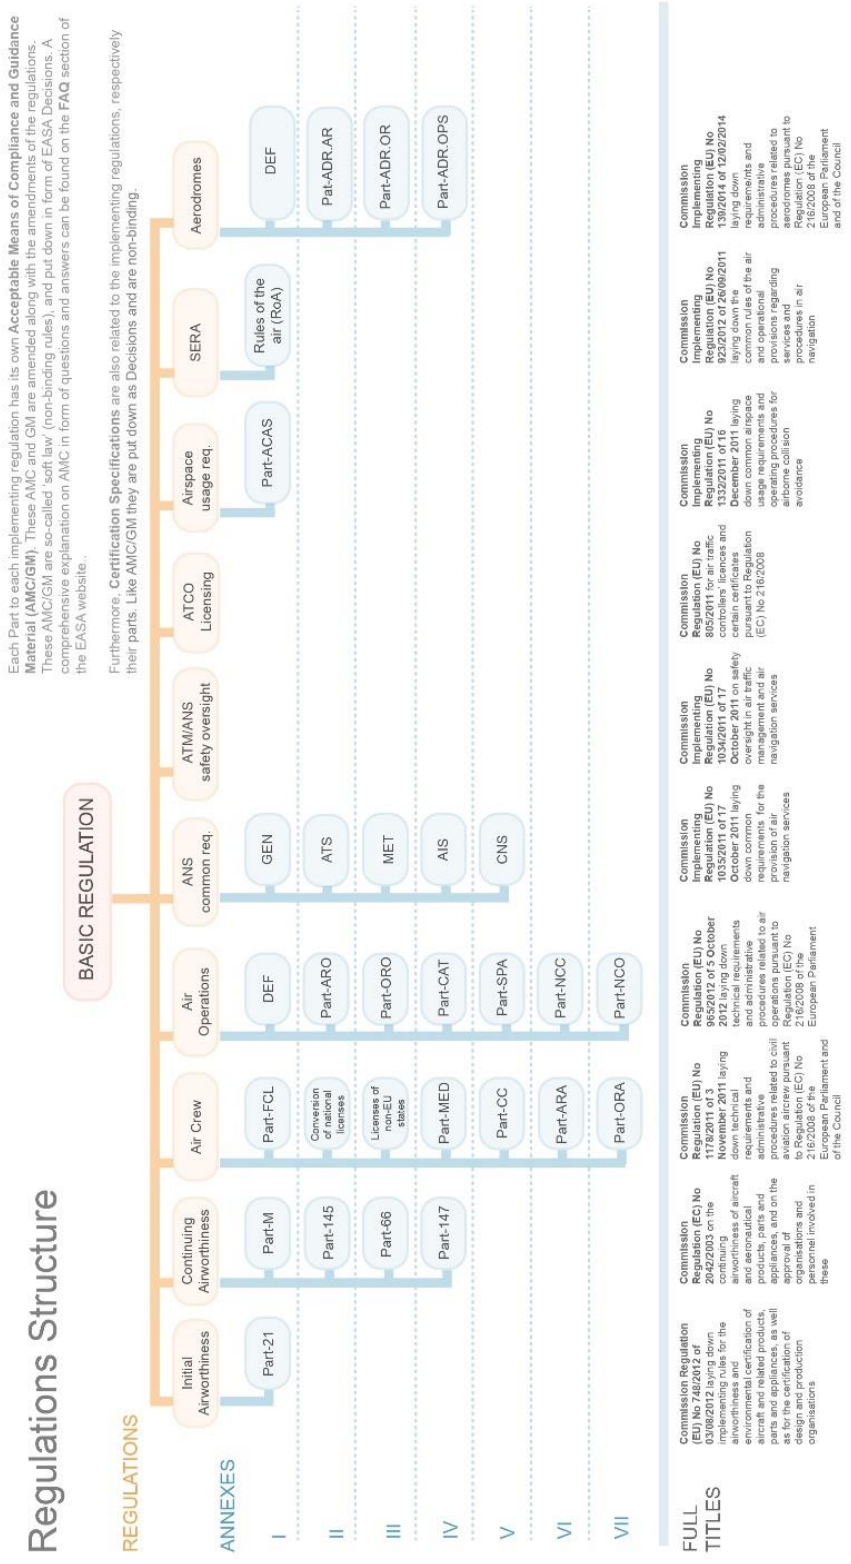 Regulations Structure
Each Part to each implementing regulation has its own Acceptable Means of Compliance and Guidance
Material (AMC/GM). These AMC and GM are amended along with the amendments of the regulations.
These AMC/GM are so-called 'soft law' (non-binding rules), and put down in form of EASA Decisions. A
comprehensive explanation on AMC in form of questions and answers can be found on the FAQ section of
the EASA website..
Furthermore, Certification Specifications are also related to the implementing regulations, respectively
their parts. Like AMC/GM they are put down as Decisions and are non-binding.
BASIC REGULATION
REGULATIONS
Initial
Airworthiness
Continuing
Airworthiness
Air Crew
Air
Operations
ANS
common req.
ATM/ANS
safety oversight
ATCO
Licensing
Airspace
usage req.
SERA
Aerodromes
ANNEXES
I
Part-21
Part-M
Part-FCL
DEF
GEN
Part-ACAS
Rules of the
air (RoA)
DEF
II
Part-145
Conversion
of national
licenses
Part-ARO
ATS
Pat-ADR.AR
III
Part-66
Licenses of
non-EU
states
Part-ORO
MET
Part-ADR.OR
IV
Part-147
Part-MED
Part-CAT
AIS
Part-ADR.OPS
V
Part-CC
Part-SPA
CNS
VI
Part-ARA
Part-NCC
VII
Part-ORA
Part-NCO
FULL
TITLES
Commission Regulation
(EU) No 748/2012 of
03/08/2012 laying down
implementing rules for the
airworthiness and
environmental certification of
aircraft and related products,
parts and appliances, as well
as for the certification of
design and production
organisations
Commission
Regulation (EC) No
2042/2003 on the
continuing
airworthiness of aircraft
and aeronautical
products, parts and
appliances, and on the
approval of
organisations and
personnel involved in
these
Commission
Regulation (EU) No
1178/2011 of 3
November 2011 laying
down technical
requirements and
administrative
procedures related to civil
aviation aircrew pursuant
to Regulation (EC) No
216/2008 of the
European Parliament and
of the Council
Commission
Regulation (EU) No
965/2012 of 5 October
2012 laying down
technical requirements
and administrative
procedures related to air
operations pursuant to
Regulation (EC) No
216/2008 of the
European Parliament
Commission
Implementing
Regulation (EU) No
1035/2011 of 17
October 2011 laying
down common
requirements for the
provision of air
navigation services
Commission
Implementing
Regulation (EU) No
1034/2011 of 17
October 2011 on safety
oversight in air traffic
management and air
navigation services
Commission
Regulation (EU) No
805/2011 for air traffic
controllers' licences and
certain certificates
pursuant to Regulation
(EC) No 216/2008
Commission
Implementing
Regulation (EU) No
1332/2011 of 16
December 2011 laying
down common airspace
usage requirements and
operating procedures for
airborne collision
avoidance
Commission
Implementing
Regulation (EU) No
923/2012 of 26/09/2011
laying down the
common rules of the air
and operational
provisions regarding
services and
procedures in air
navigation
Commission
Implementing
Regulation (EU) No
139/2014 of 12/02/2014
laying down
requireme/nts and
administrative
procedures related to
aerodromes pursuant to
Regulation (EC) No
216/2008 of the
European Parliament
and of the Council